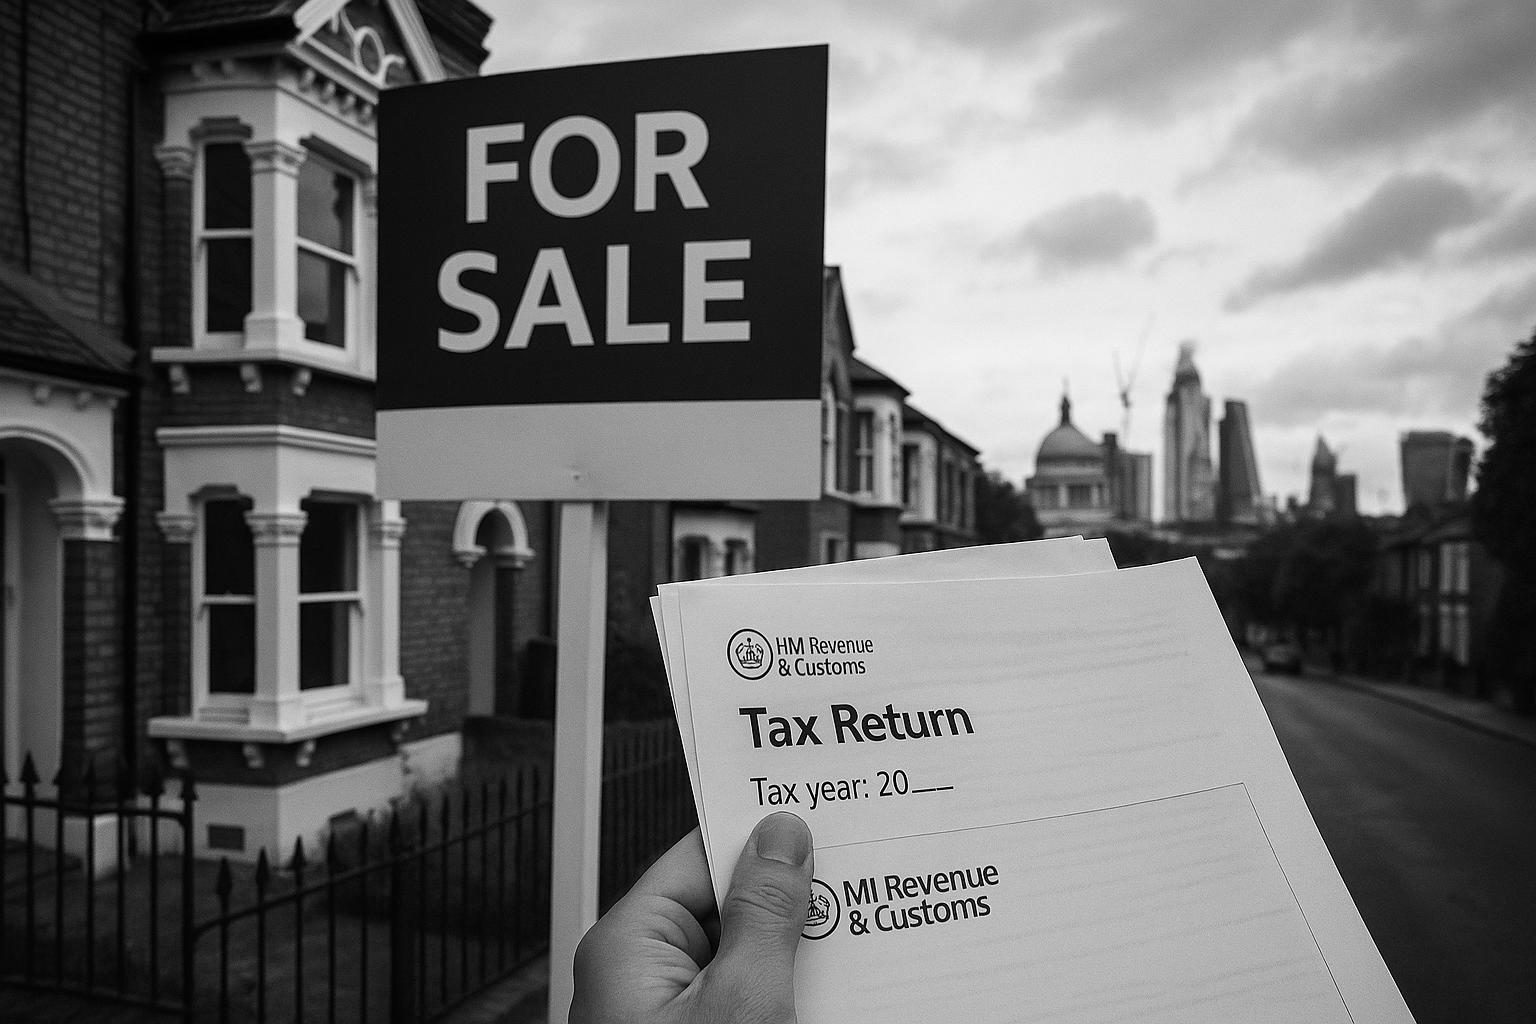 FOR
SALE
HM Revenue
& Customs
Tax Return
Tax year: 20__
MI Revenue
& Customs